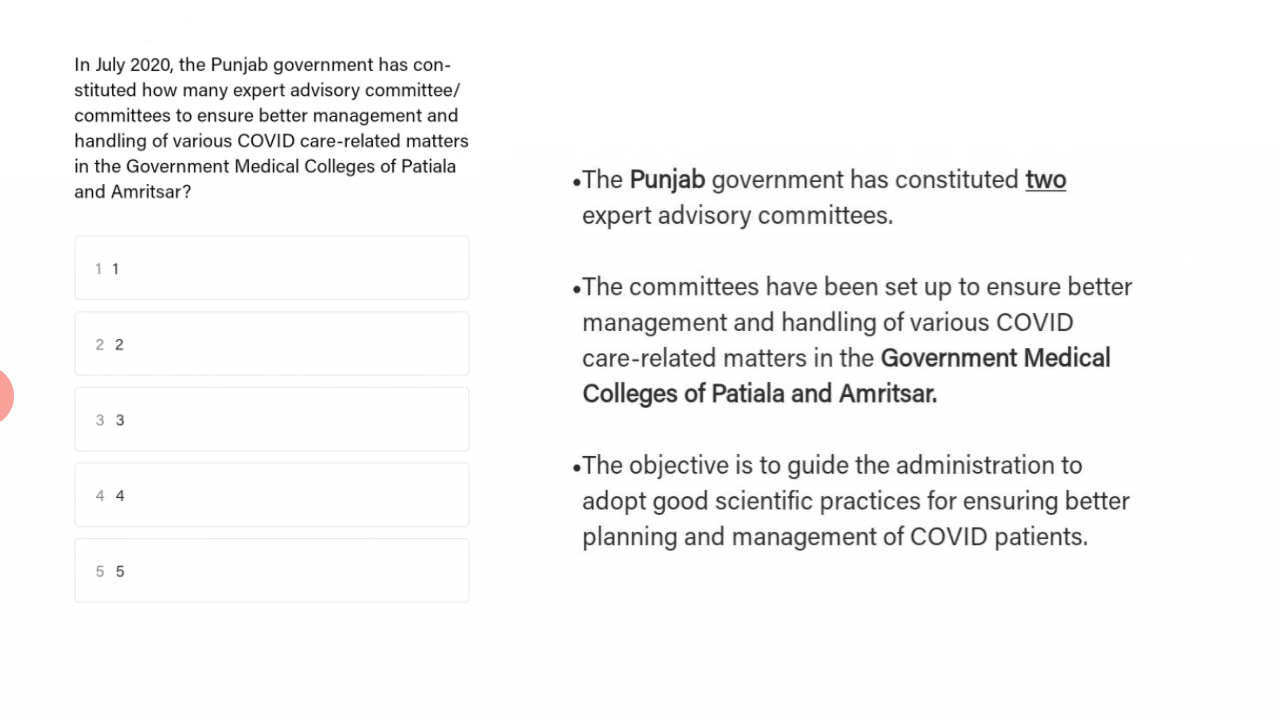 In July 2020, the Punjab government has con-
stituted how many expert advisory committee/
committees to ensure better management and
handling of various COVID care-related matters
in the Government Medical Colleges of Patiala
and Amritsar?
1 1
2 2
3 3
4 4
5 5
•The Punjab government has constituted two
expert advisory committees.
•The committees have been set up to ensure better
management and handling of various COVID
care-related matters in the Government Medical
Colleges of Patiala and Amritsar.
•The objective is to guide the administration to
adopt good scientific practices for ensuring better
planning and management of COVID patients.